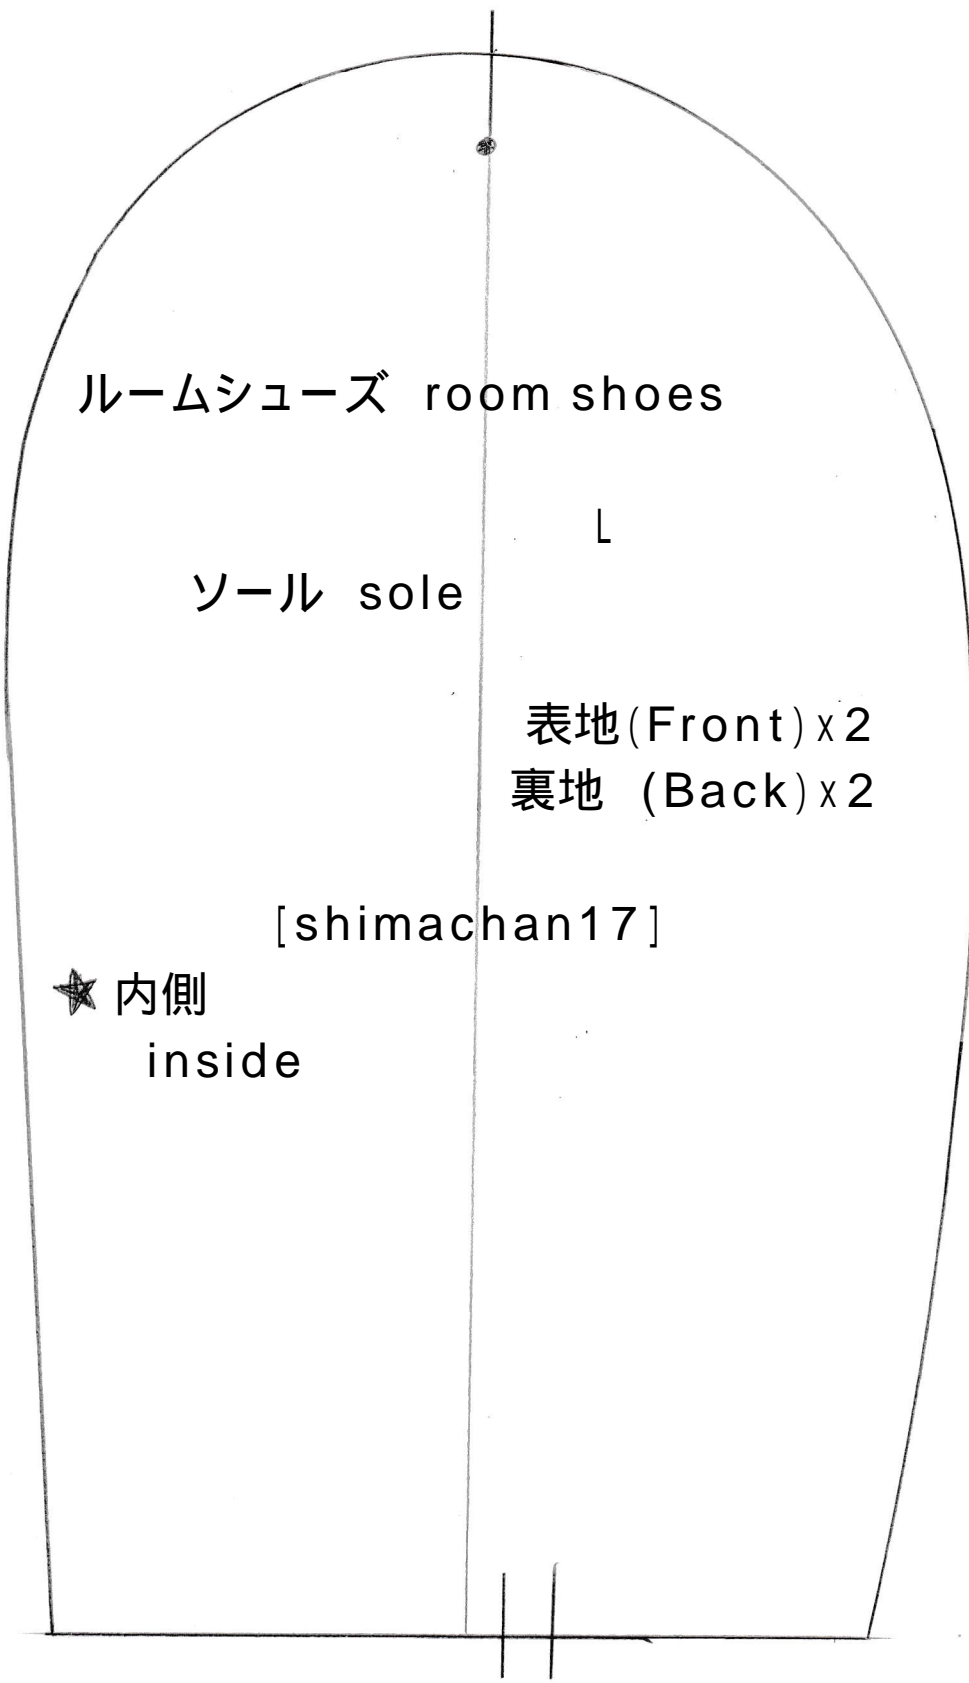 ルームシューズ room shoes
L
ソール sole
表地(Front)x2
裏地 (Back)x2
[shimachan17]
★ 内側
inside